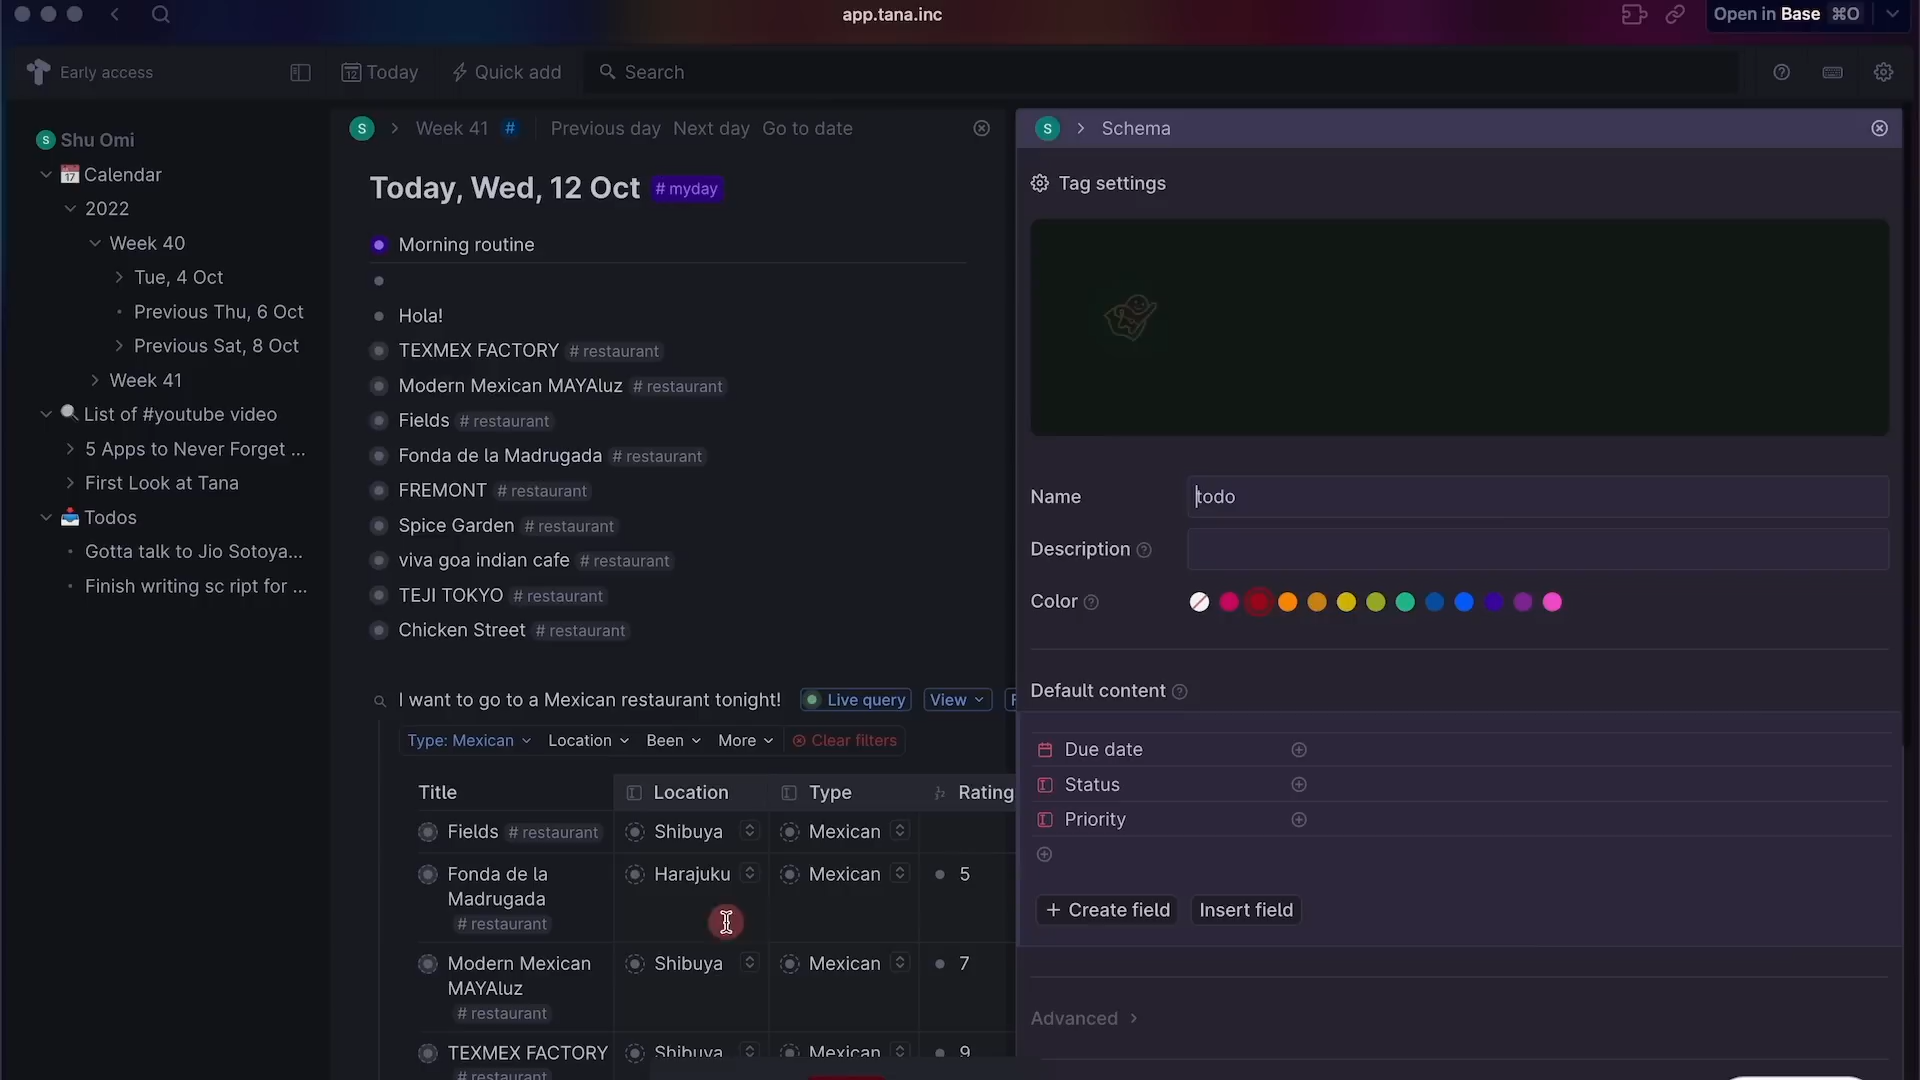 app.tana.inc
Open in Base ⌘O
Early access
Today
Quick add
Search
Shu Omi
Calendar
2022
Week 40
Tue, 4 Oct
Previous Thu, 6 Oct
Previous Sat, 8 Oct
Week 41
List of #youtube video
5 Apps to Never Forget ...
First Look at Tana
Todos
Gotta talk to Jio Sotoya...
Finish writing sc ript for ...
S > Week 41 # Previous day Next day Go to date
Today, Wed, 12 Oct # myday
Morning routine
Hola!
TEXMEX FACTORY # restaurant
Modern Mexican MAYAluz # restaurant
Fields # restaurant
Fonda de la Madrugada # restaurant
FREMONT # restaurant
Spice Garden # restaurant
viva goa indian cafe # restaurant
TEJI TOKYO # restaurant
Chicken Street # restaurant
I want to go to a Mexican restaurant tonight! Live query View
Type: Mexican Location Been More Clear filters
Title Location Type Rating
Fields # restaurant Shibuya Mexican
Fonda de la Harajuku Mexican 5
Madrugada
# restaurant
Modern Mexican Shibuya Mexican 7
MAYAluz
# restaurant
TEXMEX FACTORY Shibuya Mexican 9
# restaurant
S > Schema
Tag settings
Name todo
Description
Color
Default content
Due date
Status
Priority
+ Create field Insert field
Advanced >